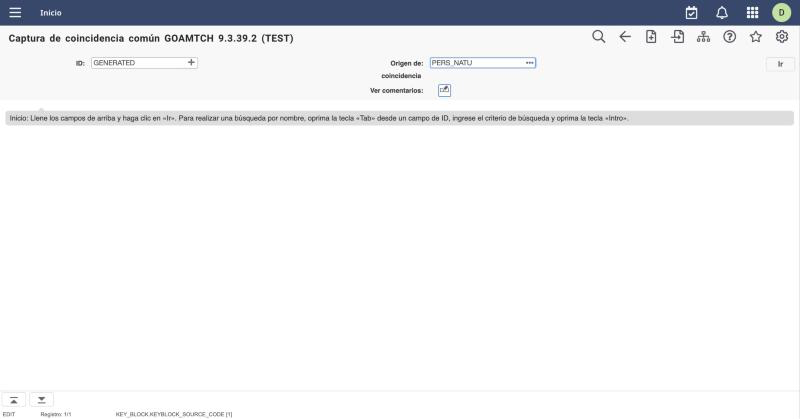 Inicio
D
Captura de coincidencia común GOAMTCH 9.3.39.2 (TEST)
ID: GENERATED
Origen de: PERS_NATU
coincidencia
Ir
Ver comentarios:
Inicio: Llene los campos de arriba y haga clic en «Ir». Para realizar una búsqueda por nombre, oprima la tecla «Tab» desde un campo de ID, ingrese el criterio de búsqueda y oprima la tecla «Intro».
EDIT Registro: 1/1 KEY_BLOCK.KEYBLOCK_SOURCE_CODE [1]